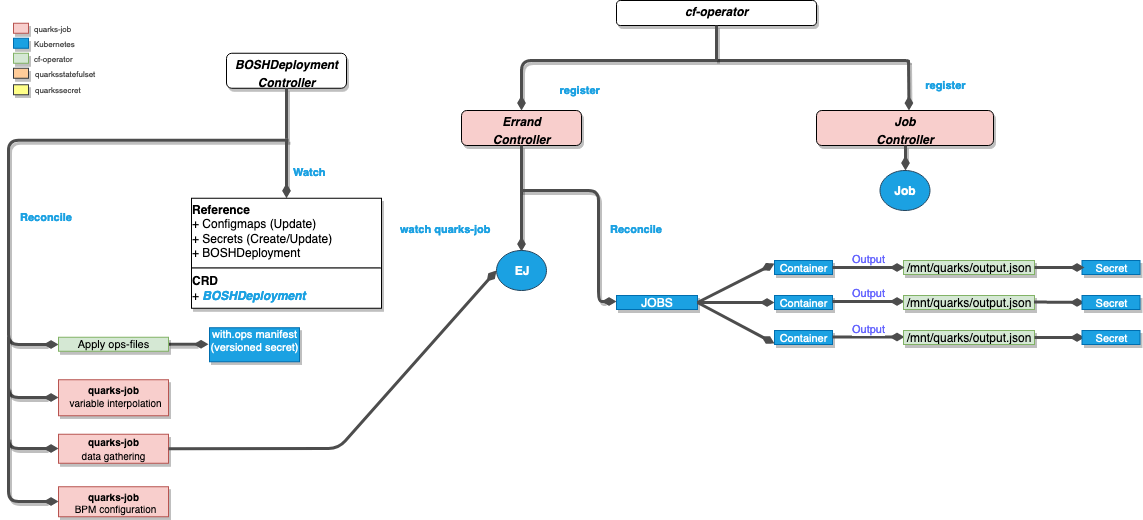 cf-operator
quarks-job
Kubernetes
cf-operator
quarksstatefulset
quarkssecret
BOSHDeployment
Controller
register
register
Errand
Controller
Job
Controller
Watch
Job
Reference
+ Configmaps (Update)
+ Secrets (Create/Update)
+ BOSHDeployment
CRD
+ BOSHDeployment
Reconcile
watch quarks-job
Reconcile
EJ
JOBS
Container
Output
/mnt/quarks/output.json
Secret
Container
Output
/mnt/quarks/output.json
Secret
Container
Output
/mnt/quarks/output.json
Secret
Apply ops-files
with.ops manifest
(versioned secret)
quarks-job
variable interpolation
quarks-job
data gathering
quarks-job
BPM configuration